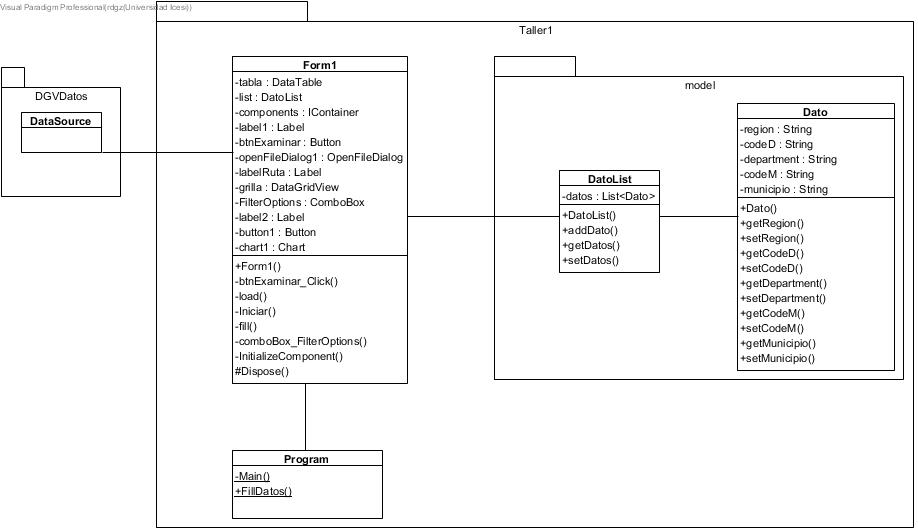 Visual Paradigm Professional(rdgz(Universidad Icesi))
Taller1
DGVDatos
DataSource
Form1
-tabla : DataTable
-list : DatoList
-components : IContainer
-label1 : Label
-btnExaminar : Button
-openFileDialog1 : OpenFileDialog
-labelRuta : Label
-grilla : DataGridView
-FilterOptions : ComboBox
-label2 : Label
-button1 : Button
-chart1 : Chart
+Form1()
-btnExaminar_Click()
-load()
-Iniciar()
-fill()
-comboBox_FilterOptions()
-InitializeComponent()
#Dispose()
model
DatoList
-datos : List<Dato>
+DatoList()
+addDato()
+getDatos()
+setDatos()
Dato
-region : String
-codeD : String
-department : String
-codeM : String
-municipio : String
+Dato()
+getRegion()
+setRegion()
+getCodeD()
+setCodeD()
+getDepartment()
+setDepartment()
+getCodeM()
+setCodeM()
+getMunicipio()
+setMunicipio()
Program
-Main()
+FillDatos()